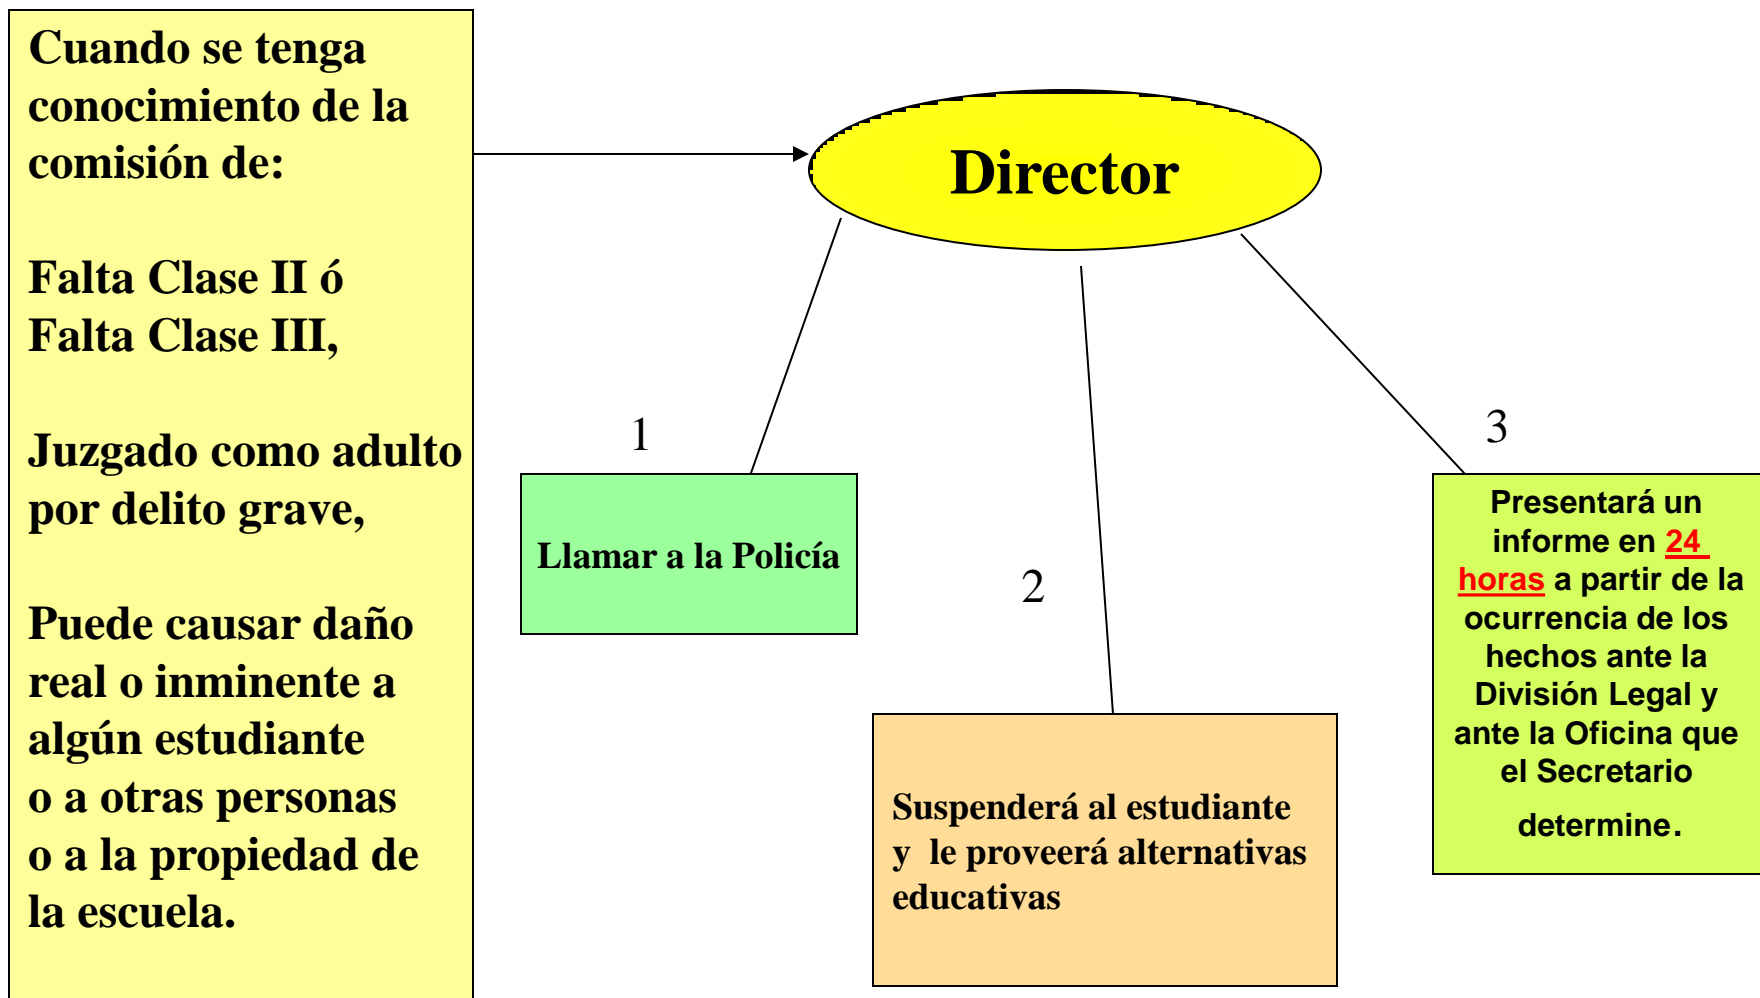 Cuando se tenga
conocimiento de la
comisión de:
Falta Clase II ó
Falta Clase III,
Juzgado como adulto
por delito grave,
Puede causar daño
real o inminente a
algún estudiante
o a otras personas
o a la propiedad de
la escuela.
Director
1
Llamar a la Policía
2
Suspenderá al estudiante
y le proveerá alternativas
educativas
3
Presentará un
informe en 24
horas a partir de la
ocurrencia de los
hechos ante la
División Legal y
ante la Oficina que
el Secretario
determine.